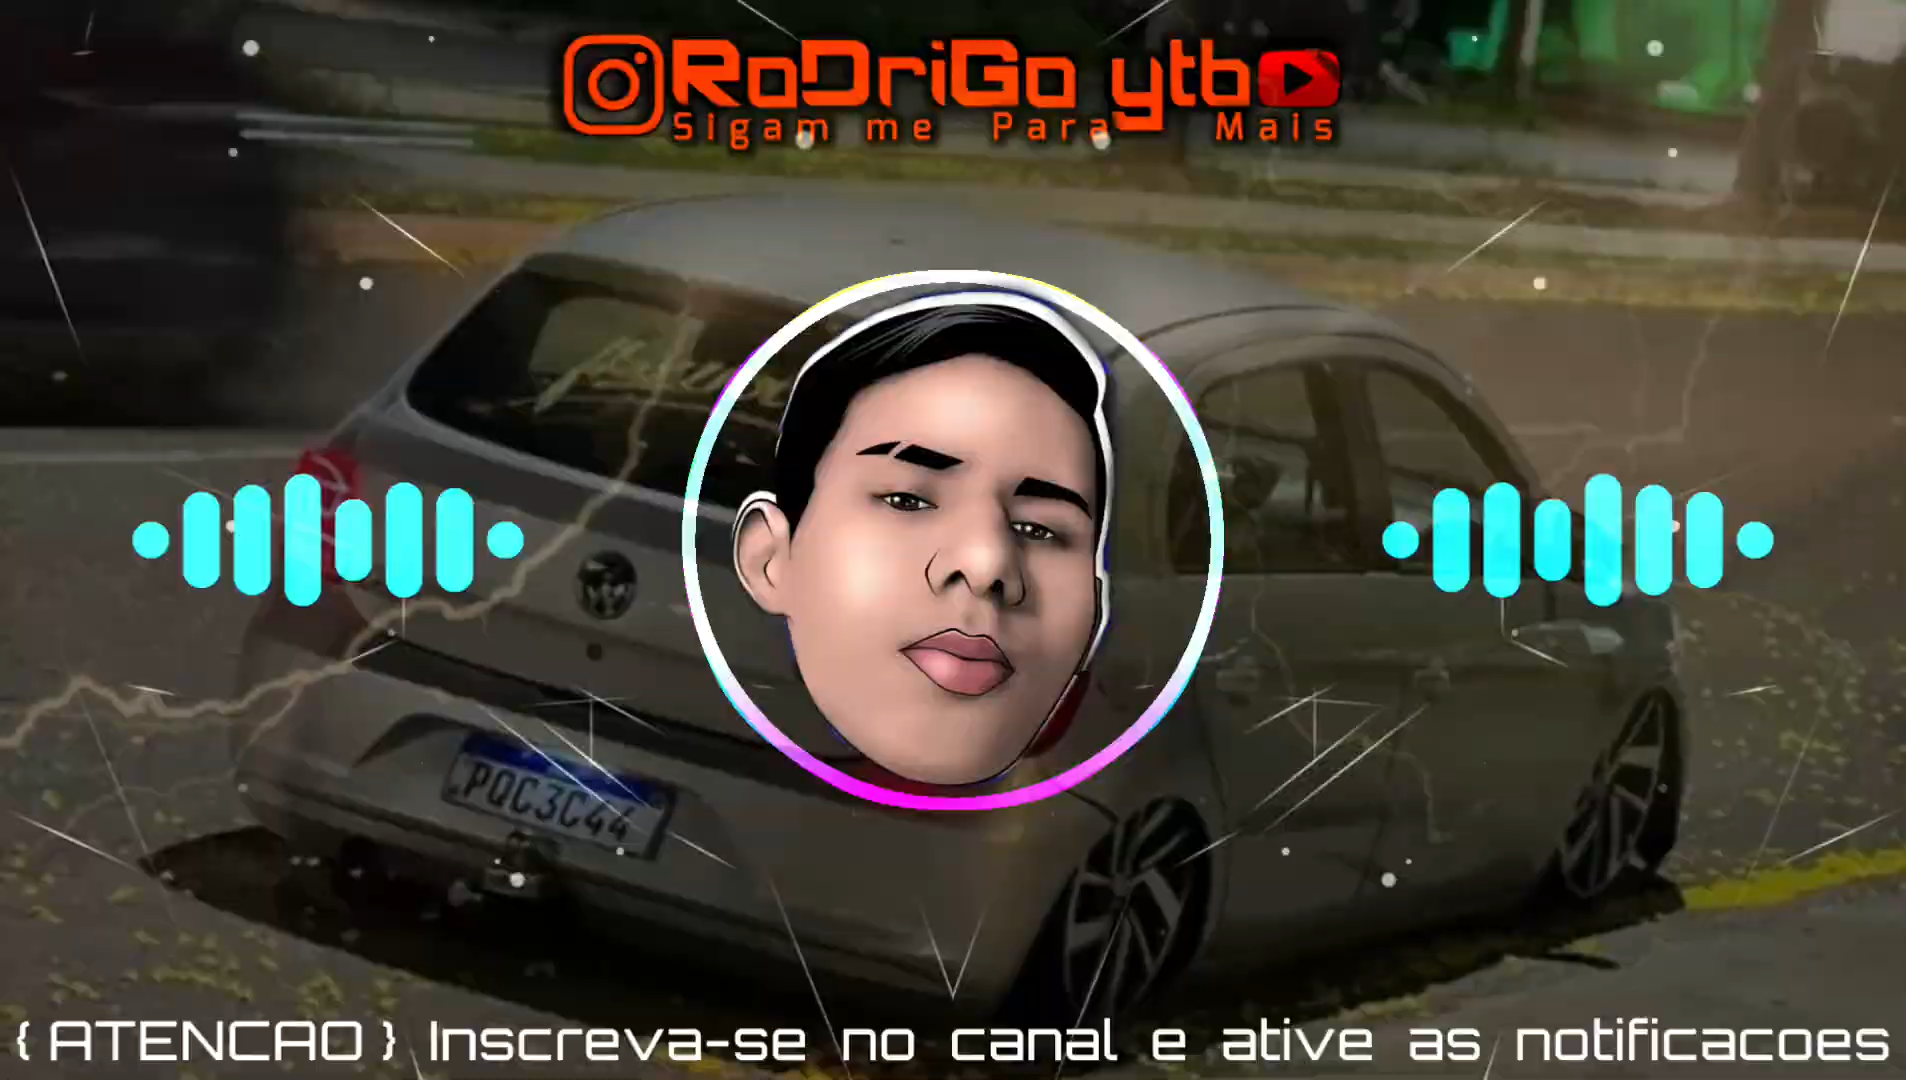 RoDriGo ytb
Sigam me Para Mais
PQC3C44
{ ATENCAO } Inscreva-se no canal e ative as notificacoes